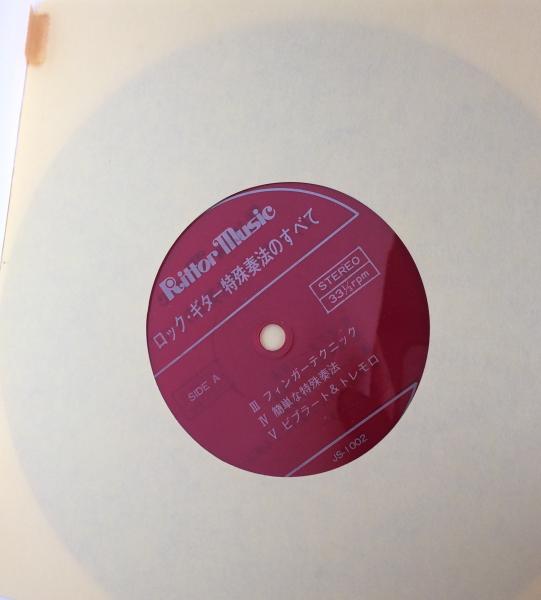 Rittor Music
ロック・ギター特殊奏法のすべて
STEREO
33⅓rpm
SIDE A
Ⅲ フィンガーテクニック
Ⅳ 簡単な特殊奏法
Ⅴ ビブラート&トレモロ
JS-1002